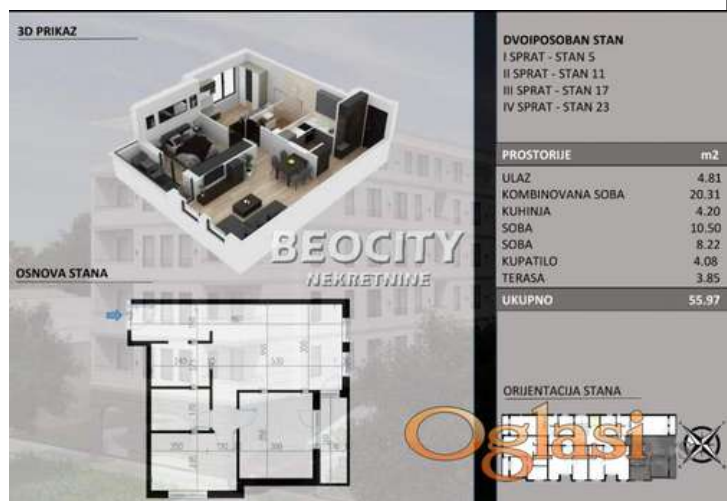 3D PRIKAZ
DVOIPOSOBAN STAN
I SPRAT - STAN 5
II SPRAT - STAN 11
III SPRAT - STAN 17
IV SPRAT - STAN 23
PROSTORIJE m2
ULAZ 4.81
KOMBINOVANA SOBA 20.31
KUHINJA 4.20
SOBA 10.50
SOBA 8.22
KUPATILO 4.08
TERASA 3.85
UKUPNO 55.97
BEOCITY
NEKRETNINE
OSNOVA STANA
ORIJENTACIJA STANA
Oglasi